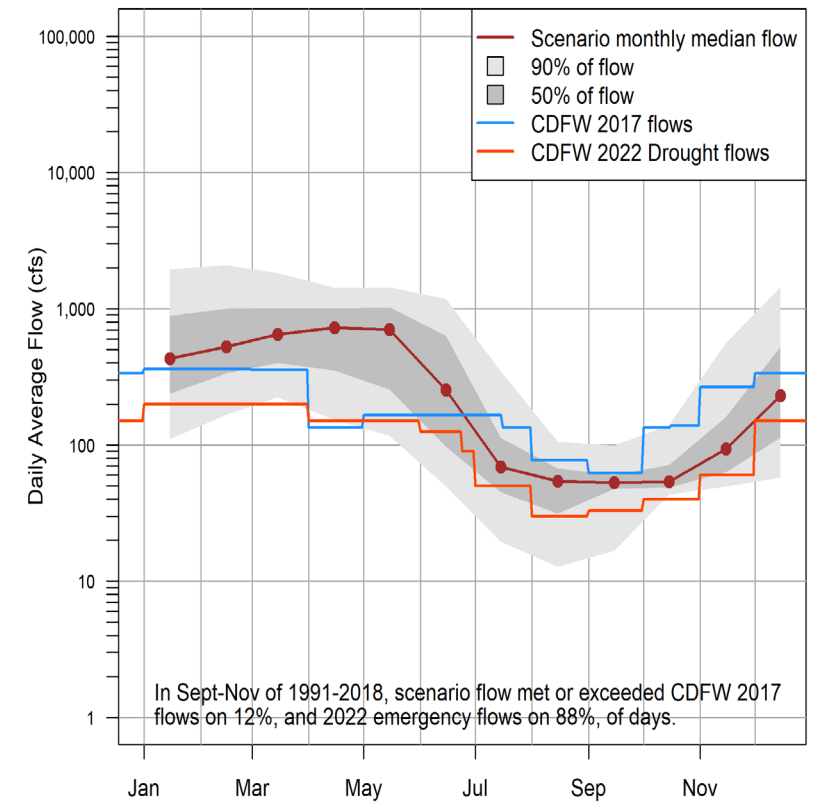 Scenario monthly median flow
90% of flow
50% of flow
CDFW 2017 flows
CDFW 2022 Drought flows
100,000
10,000
1,000
100
10
1
Daily Average Flow (cfs)
In Sept-Nov of 1991-2018, scenario flow met or exceeded CDFW 2017
flows on 12%, and 2022 emergency flows on 88%, of days.
Jan Mar May Jul Sep Nov